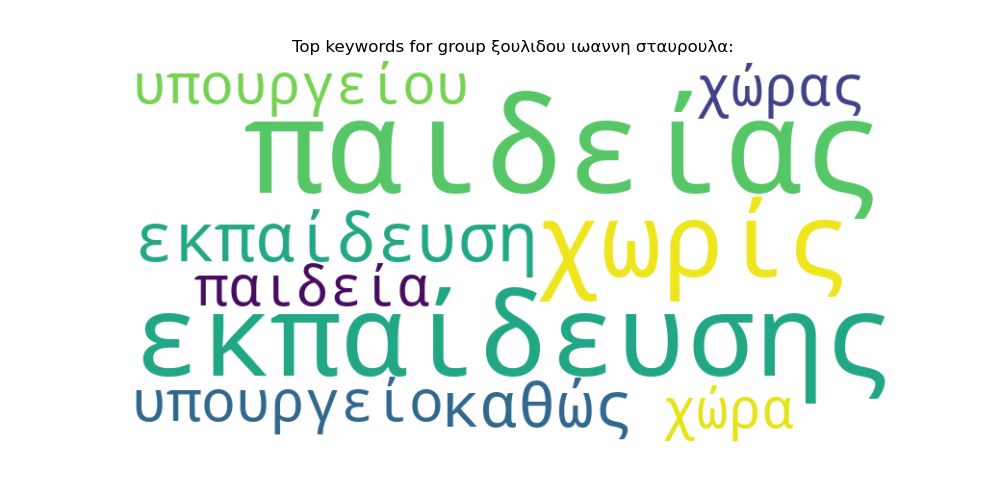 Top keywords for group ξουλιδου ιωαννη σταυρουλα:
υπουργείου χώρας
παιδείας
εκπαίδευση χωρίς
παιδεία
εκπαίδευσης
υπουργείο καθώς χώρα